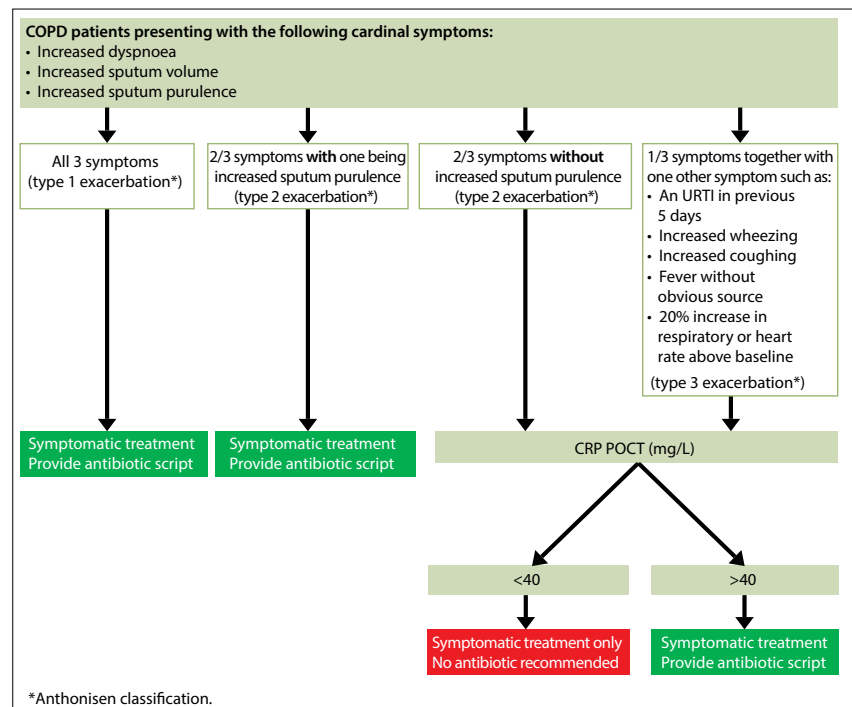 COPD patients presenting with the following cardinal symptoms:
• Increased dyspnoea
• Increased sputum volume
• Increased sputum purulence
All 3 symptoms
(type 1 exacerbation*)
2/3 symptoms with one being
increased sputum purulence
(type 2 exacerbation*)
2/3 symptoms without
increased sputum purulence
(type 2 exacerbation*)
1/3 symptoms together with
one other symptom such as:
• An URTI in previous
5 days
• Increased wheezing
• Increased coughing
• Fever without
obvious source
• 20% increase in
respiratory or heart
rate above baseline
(type 3 exacerbation*)
Symptomatic treatment
Provide antibiotic script
Symptomatic treatment
Provide antibiotic script
CRP POCT (mg/L)
<40
>40
Symptomatic treatment only
No antibiotic recommended
Symptomatic treatment
Provide antibiotic script
*Anthonisen classification.